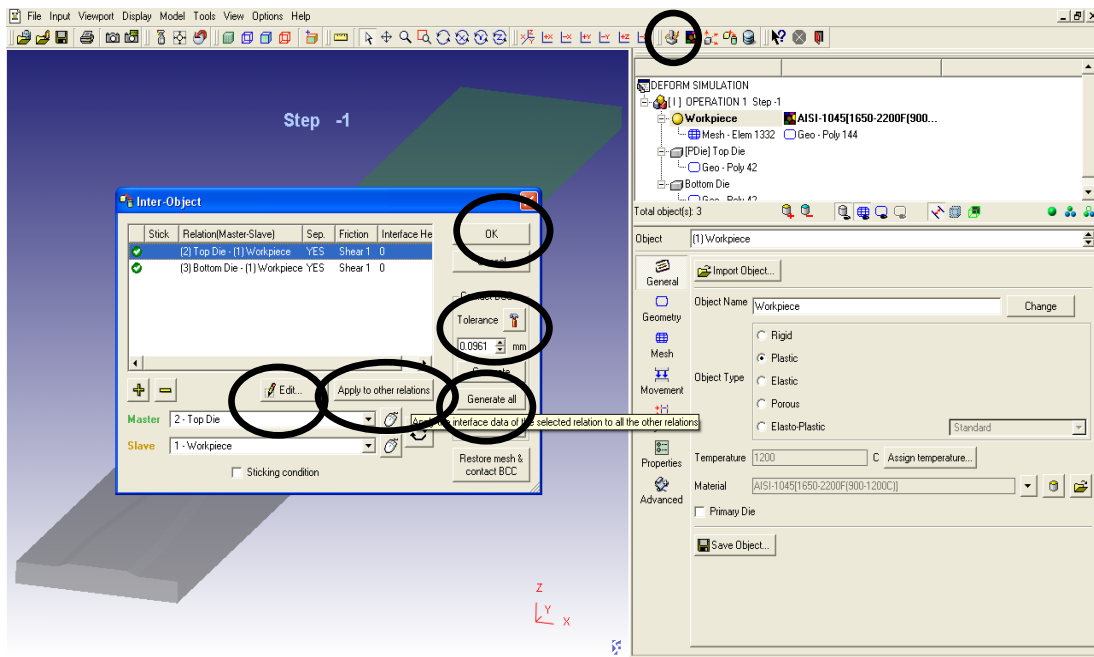 File Input Viewport Display Model Tools View Options Help
Step -1
DEFORM SIMULATION
[ I ] OPERATION 1 Step -1
Workpiece AISI-1045[1650-2200F(900...
Mesh - Elem 1332 Geo - Poly 144
[PDie] Top Die
Geo - Poly 42
Bottom Die
Geo - Poly 42
Total object(s): 3
Object (1) Workpiece
General
Geometry
Mesh
Movement
Properties
Advanced
Import Object...
Object Name Workpiece Change
Object Type
Rigid
Plastic
Elastic
Porous
Elasto-Plastic Standard
Temperature 1200 C Assign temperature...
Material AISI-1045[1650-2200F(900-1200C)]
Primary Die
Save Object...
Inter-Object
Stick Relation(Master-Slave) Sep. Friction Interface He
(2) Top Die - (1) Workpiece YES Shear 1 0
(3) Bottom Die - (1) Workpiece YES Shear 1 0
OK
Cancel
Tolerance
0.0961 mm
Generate all
Edit... Apply to other relations
Master 2 - Top Die
Slave 1 - Workpiece
Sticking condition
Restore mesh &
contact BCC
interface data of the selected relation to all the other relations
Z
Y
X